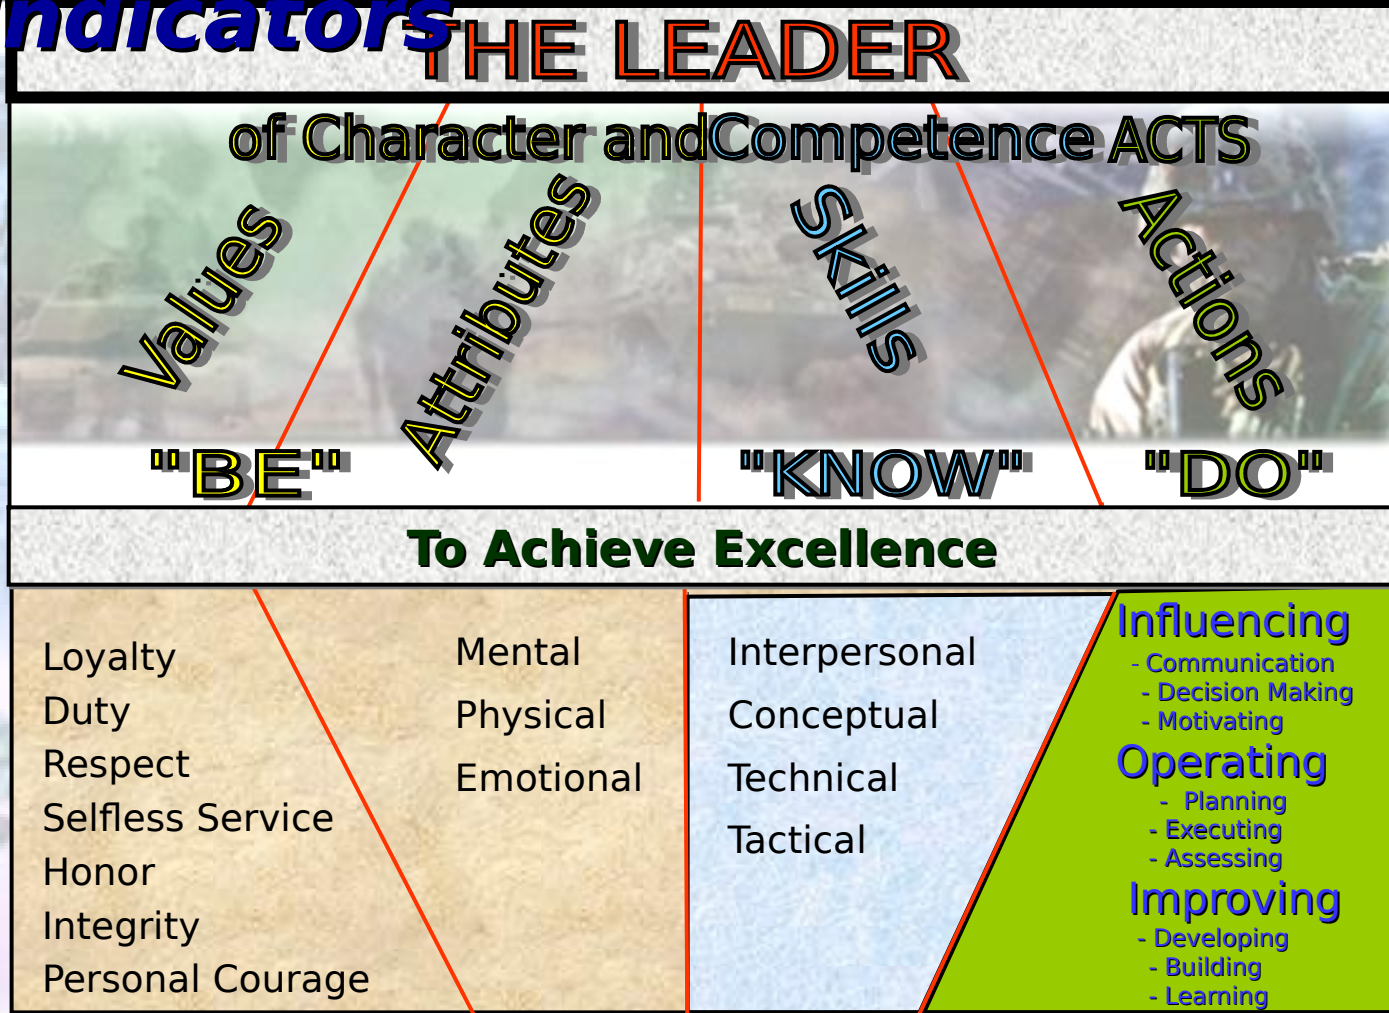 ndicators
THE LEADER
of Character and Competence ACTS
Values
Attributes
Skills
Actions
"BE"
"KNOW"
"DO"
To Achieve Excellence
Loyalty
Duty
Respect
Selfless Service
Honor
Integrity
Personal Courage
Mental
Physical
Emotional
Interpersonal
Conceptual
Technical
Tactical
Influencing
- Communication
- Decision Making
- Motivating
Operating
- Planning
- Executing
- Assessing
Improving
- Developing
- Building
- Learning